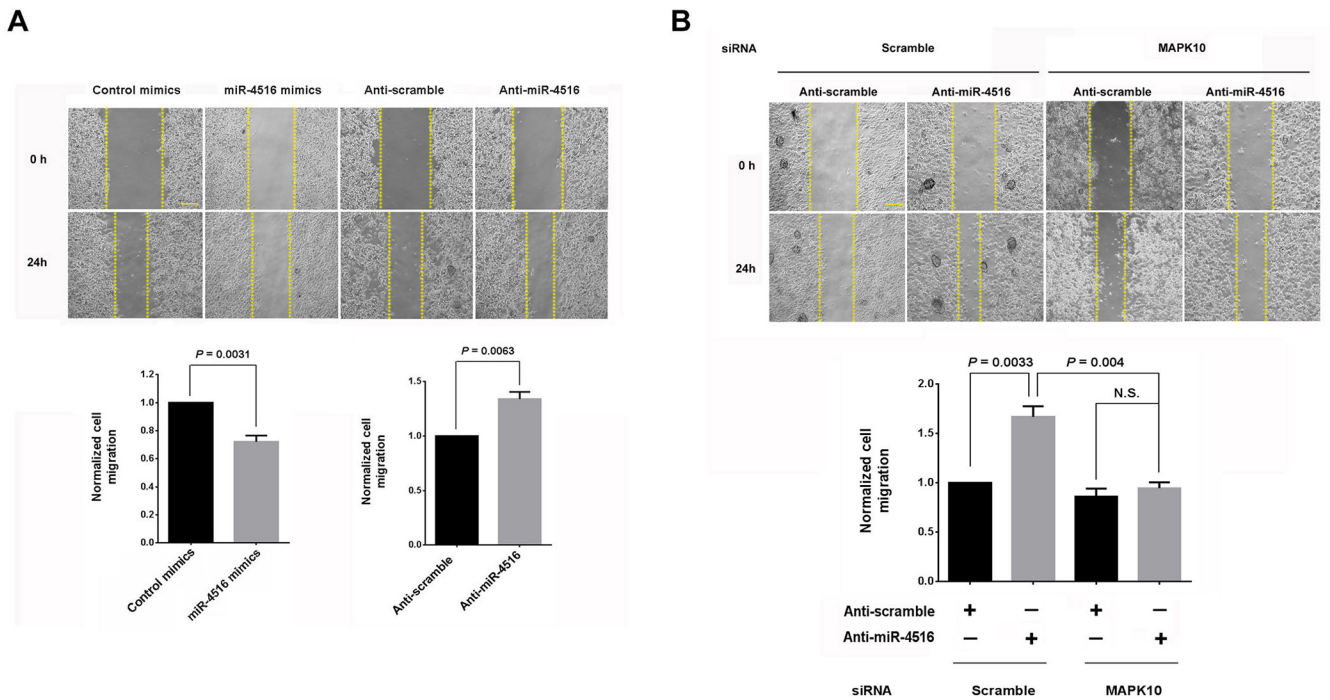 A
Control mimics miR-4516 mimics Anti-scramble Anti-miR-4516
0 h
24h
P = 0.0031
1.2
1.0
0.8
0.6
0.4
0.2
0.0
Normalized cell
migration
Control mimics
miR-4516 mimics
P = 0.0063
1.5
1.0
0.5
0.0
Normalized cell
migration
Anti-scramble
Anti-miR-4516
B
siRNA Scramble MAPK10
Anti-scramble Anti-miR-4516 Anti-scramble Anti-miR-4516
0 h
24h
P = 0.0033 P = 0.004
N.S.
2.0
1.5
1.0
0.5
0.0
Normalized cell
migration
Anti-scramble + − + −
Anti-miR-4516 − + − +
siRNA Scramble MAPK10